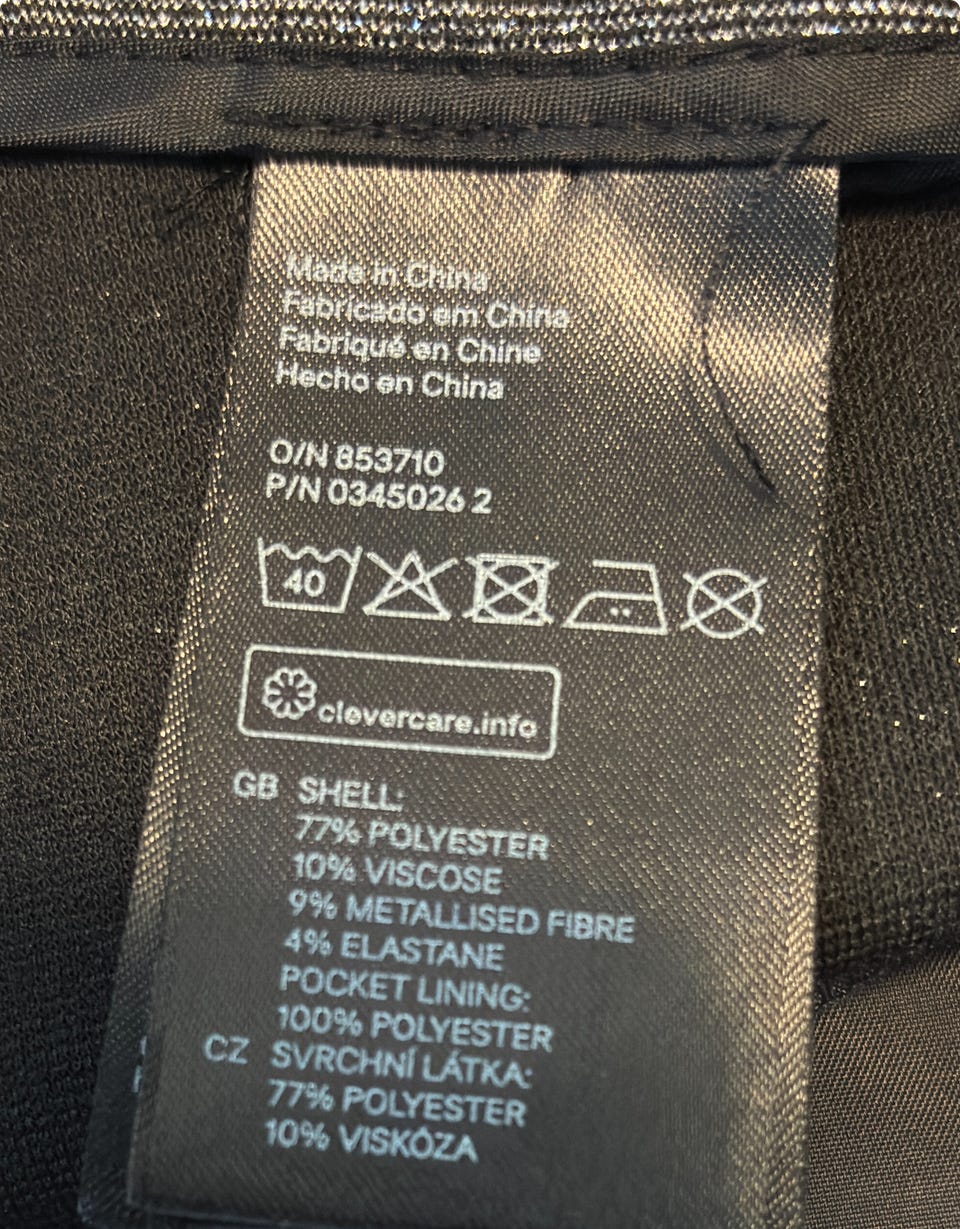 Made in China
Fabricado em China
Fabriqué en Chine
Hecho en China
O/N 853710
P/N 0345026 2
40
clevercare.info
GB SHELL:
77% POLYESTER
10% VISCOSE
9% METALLISED FIBRE
4% ELASTANE
POCKET LINING:
100% POLYESTER
CZ SVRCHNÍ LÁTKA:
77% POLYESTER
10% VISKÓZA